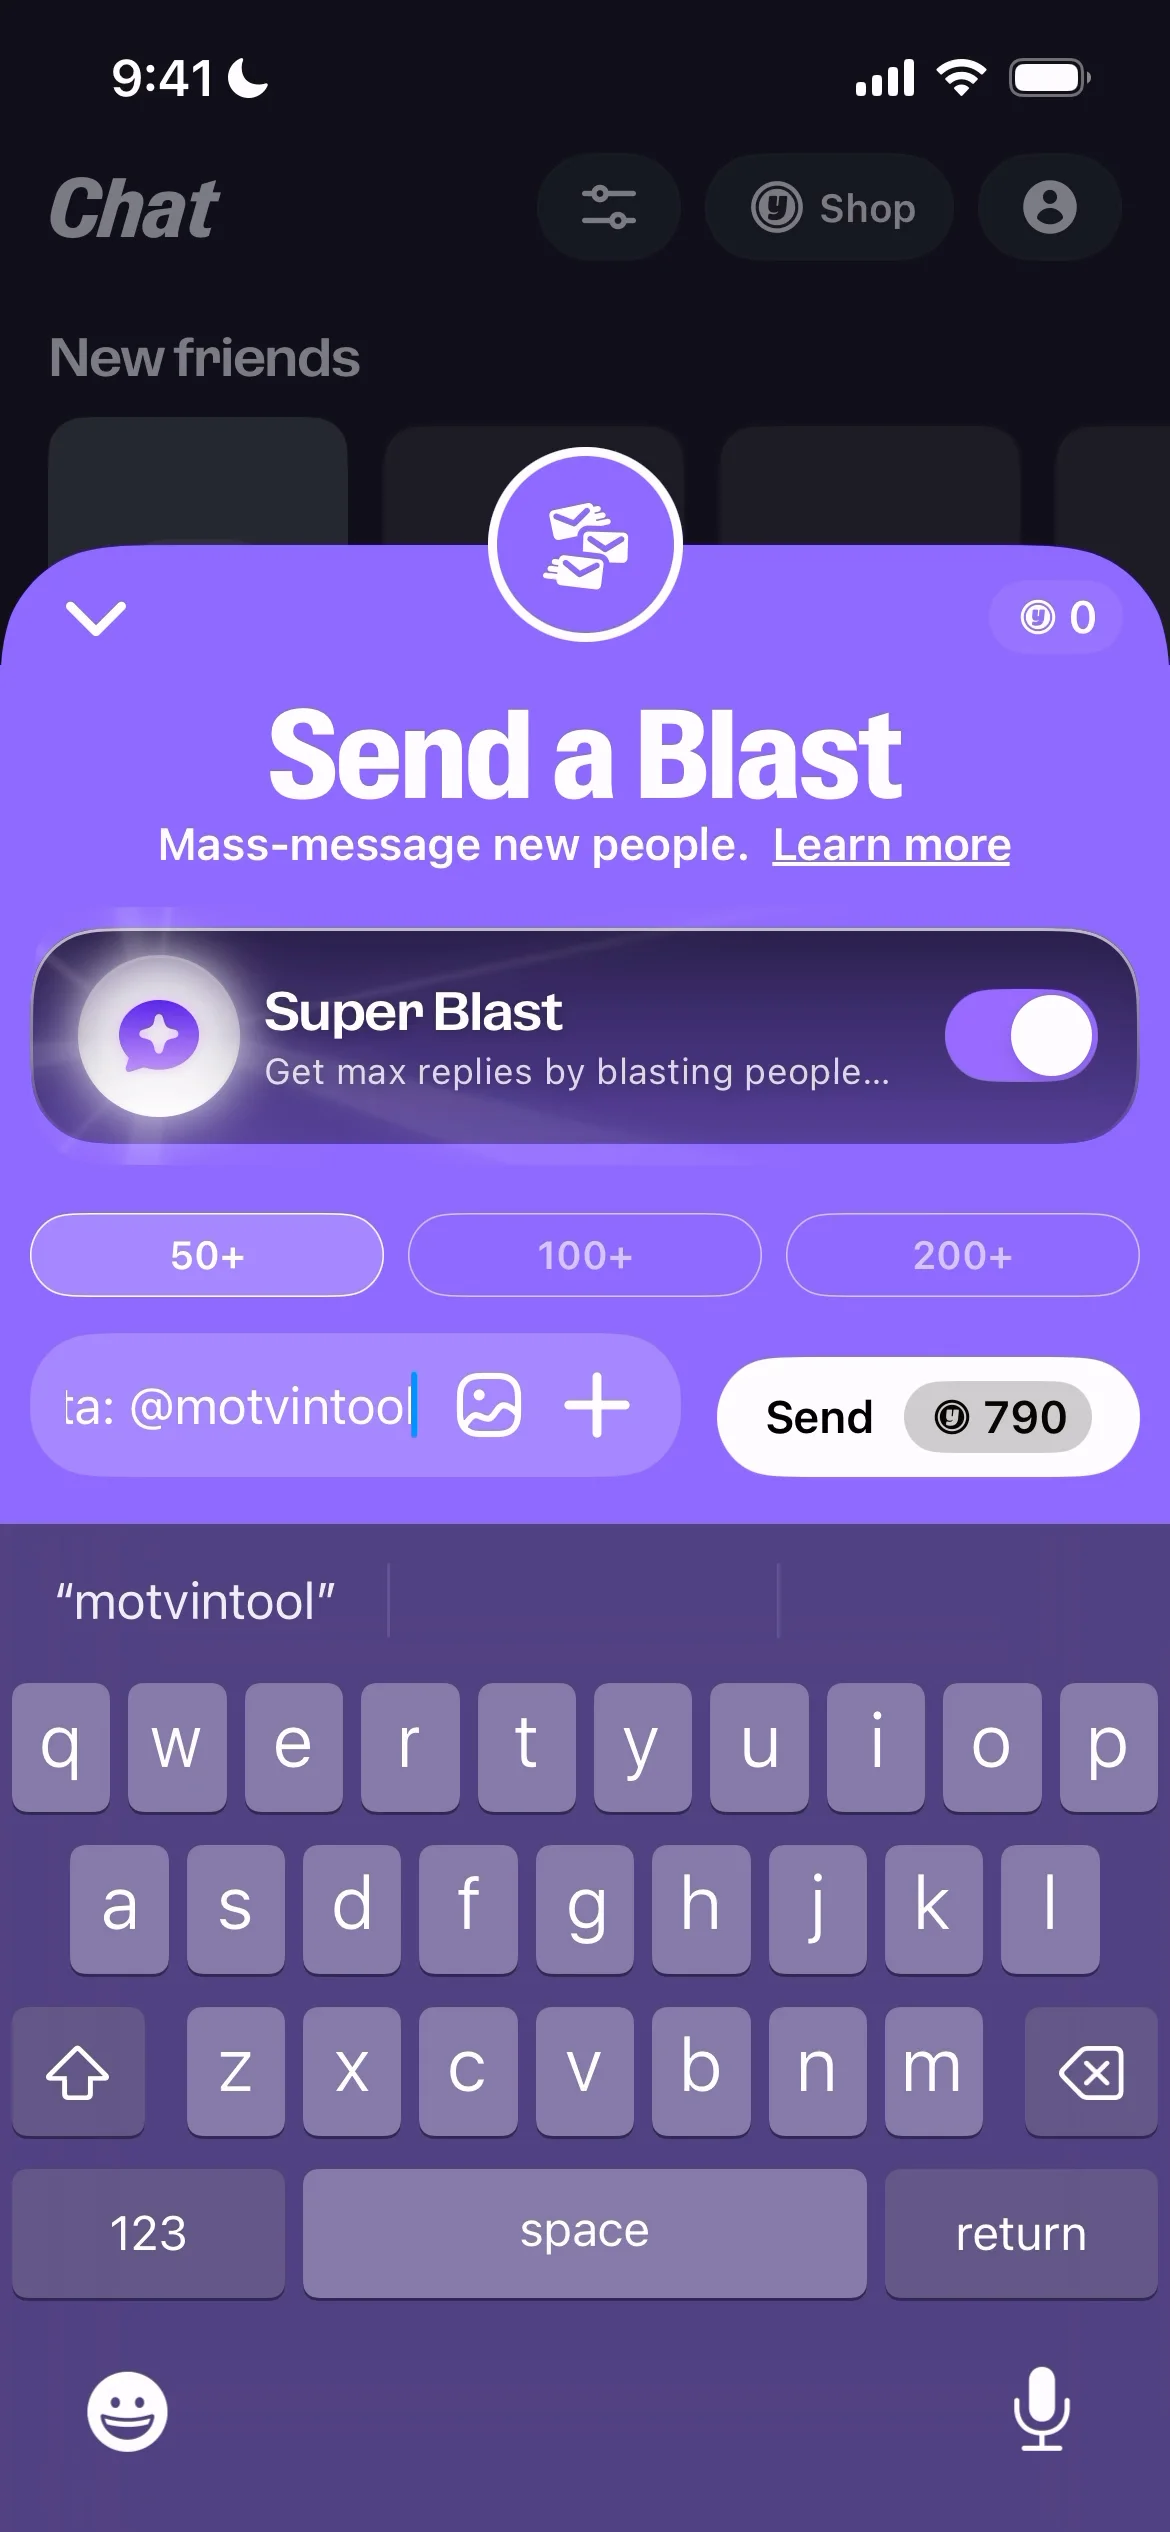 9:41
Chat
Shop
New friends
0
Send a Blast
Mass-message new people. Learn more
Super Blast
Get max replies by blasting people...
50+ 100+ 200+
ta: @motvintool
Send 790
“motvintool”
q w e r t y u i o p
a s d f g h j k l
z x c v b n m
123 space return